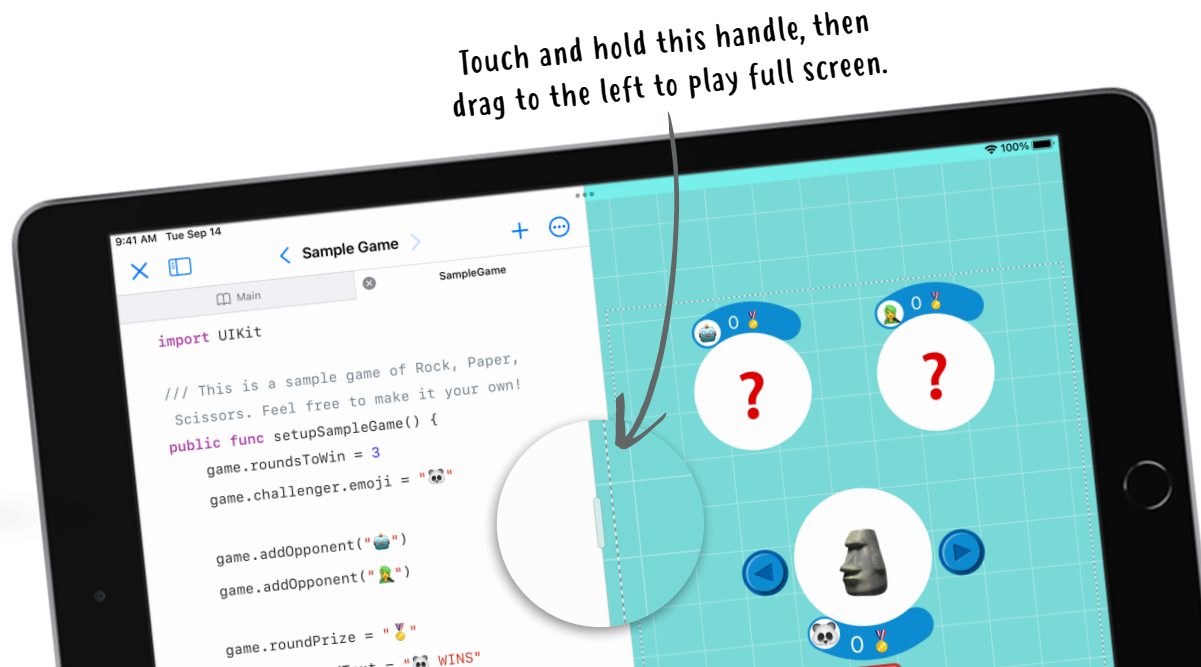 Touch and hold this handle, then
drag to the left to play full screen.
100%
9:41 AM Tue Sep 14
Sample Game
Main
SampleGame
import UIKit
/// This is a sample game of Rock, Paper,
Scissors. Feel free to make it your own!
public func setupSampleGame() {
game.roundsToWin = 3
game.challenger.emoji = "🐼"
game.addOpponent("🤖")
game.addOpponent("🧝‍♀️")
game.roundPrize = "🏅"
= "🐼 WINS"
0
0
?
?
0